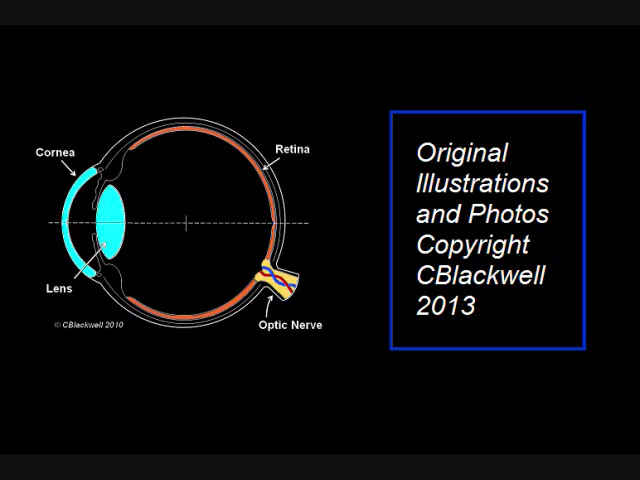 Cornea
Retina
Lens
Optic Nerve
© CBlackwell 2010
Original
Illustrations
and Photos
Copyright
CBlackwell
2013